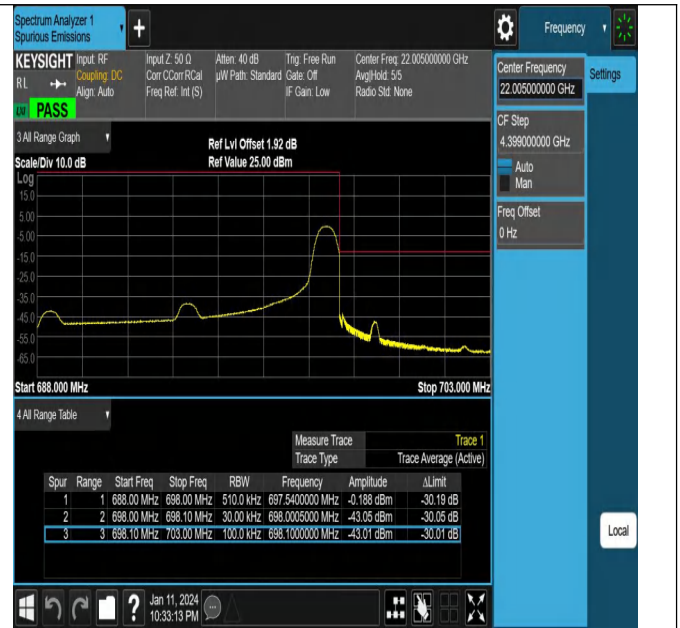 Spectrum Analyzer 1
Spurious Emissions
+
Frequency
KEYSIGHT
RL
Input: RF
Coupling: DC
Align: Auto
Input Z: 50 Ω
Corr CCorr RCal
Freq Ref: Int (S)
Atten: 40 dB
µW Path: Standard
Trig: Free Run
Gate: Off
IF Gain: Low
Center Freq: 22.005000000 GHz
Avg|Hold: 5/5
Radio Std: None
PASS
Center Frequency
22.005000000 GHz
Settings
CF Step
4.399000000 GHz
Auto
Man
Freq Offset
0 Hz
3 All Range Graph
Scale/Div 10.0 dB
Ref Lvl Offset 1.92 dB
Ref Value 25.00 dBm
Log
15.0
5.00
-5.00
-15.0
-25.0
-35.0
-45.0
-55.0
-65.0
Start 688.000 MHz
Stop 703.000 MHz
4 All Range Table
Measure Trace Trace 1
Trace Type Trace Average (Active)
Spur Range Start Freq Stop Freq RBW Frequency Amplitude ΔLimit
1 1 688.00 MHz 698.00 MHz 510.0 kHz 697.5400000 MHz -0.188 dBm -30.19 dB
2 2 698.00 MHz 698.10 MHz 30.00 kHz 698.0005000 MHz -43.05 dBm -30.05 dB
3 3 698.10 MHz 703.00 MHz 100.0 kHz 698.1000000 MHz -43.01 dBm -30.01 dB
Local
?
Jan 11, 2024
10:33:13 PM